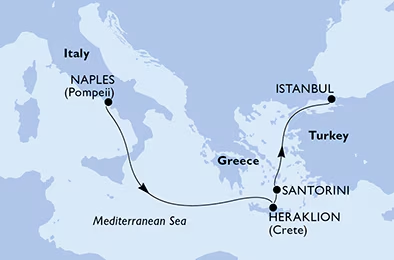 Italy
NAPLES
(Pompeii)
ISTANBUL
Turkey
Greece
SANTORINI
HERAKLION
(Crete)
Mediterranean Sea